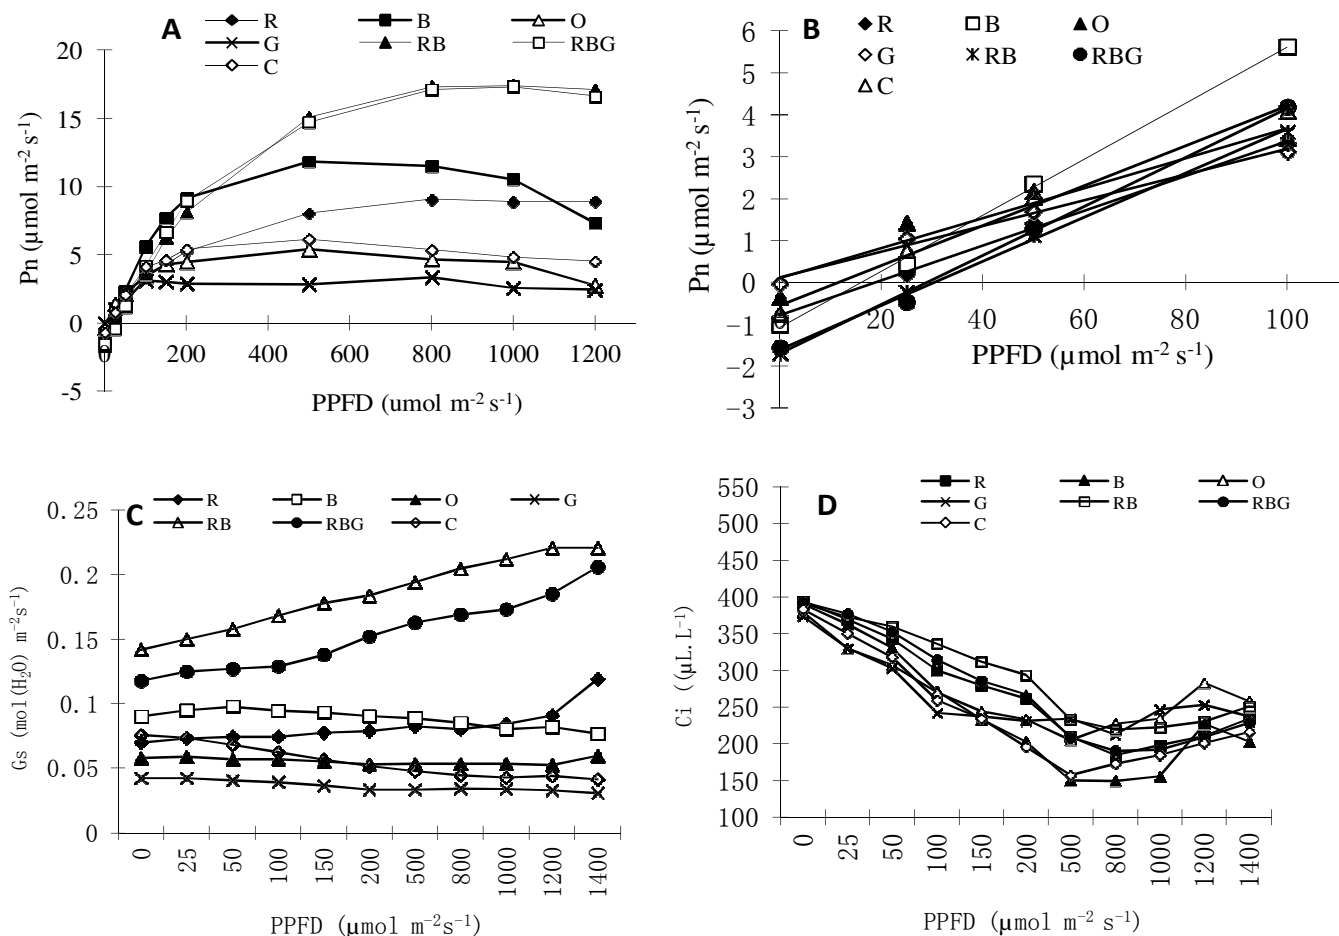 A
R B O
G RB RBG
C
20
15
10
5
0
-5
200 400 600 800 1000 1200
Pn (µmol m-2 s-1)
PPFD (umol m-2 s-1)
B
R B O
G RB RBG
C
6
5
4
3
2
1
0
-1
-2
-3
0 20 40 60 80 100
Pn (µmol m-2 s-1)
PPFD (µmol m-2 s-1)
C
R B O G
RB RBG C
0.25
0.2
0.15
0.1
0.05
0
Gs (mol(H2O) m-2s-1)
0 25 50 100 150 200 500 800 1000 1200 1400
PPFD (µmol m-2s-1)
D
R B O
G RB RBG
C
550
500
450
400
350
300
250
200
150
100
Ci ((µL.L-1)
0 25 50 100 150 200 500 800 1000 1200 1400
PPFD (µmol m-2 s-1)